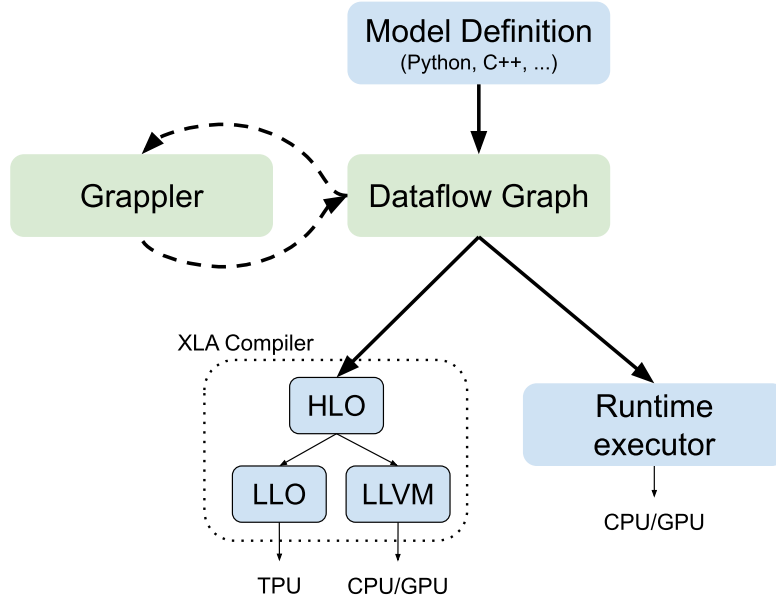 Model Definition
(Python, C++, ...)
Grappler
Dataflow Graph
XLA Compiler
HLO
LLO
LLVM
Runtime
executor
TPU
CPU/GPU
CPU/GPU